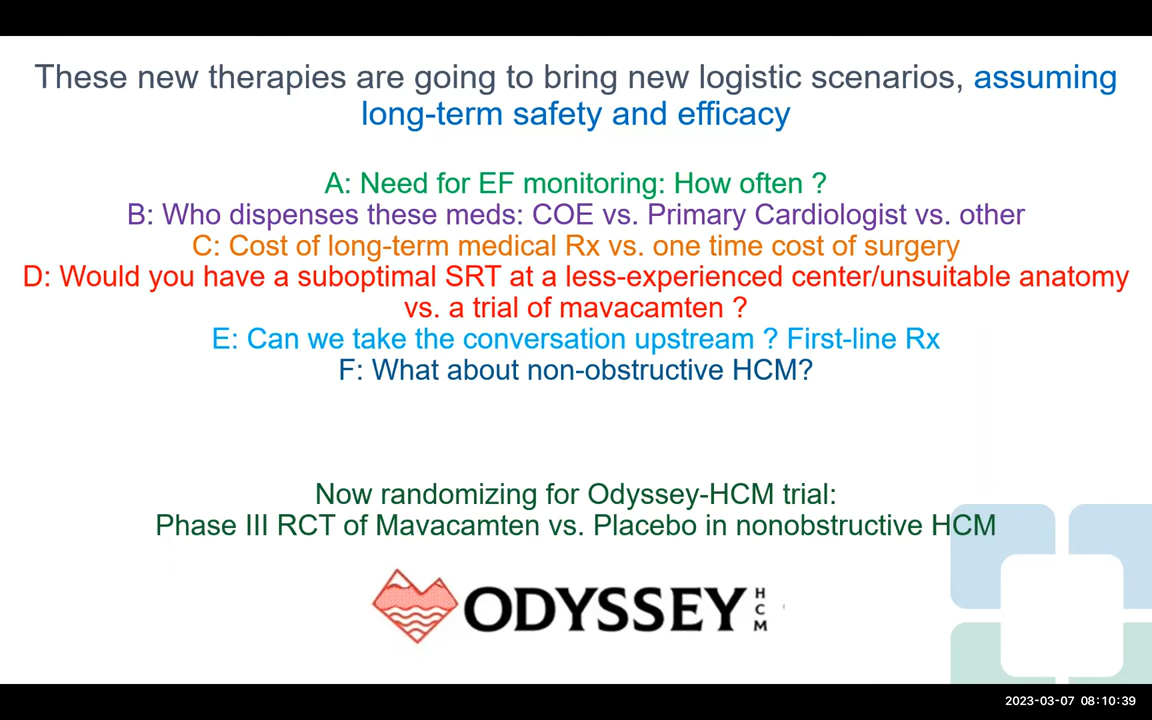 These new therapies are going to bring new logistic scenarios, assuming
long-term safety and efficacy
A: Need for EF monitoring: How often ?
B: Who dispenses these meds: COE vs. Primary Cardiologist vs. other
C: Cost of long-term medical Rx vs. one time cost of surgery
D: Would you have a suboptimal SRT at a less-experienced center/unsuitable anatomy
vs. a trial of mavacamten ?
E: Can we take the conversation upstream ? First-line Rx
F: What about non-obstructive HCM?
Now randomizing for Odyssey-HCM trial:
Phase III RCT of Mavacamten vs. Placebo in nonobstructive HCM
ODYSSEY HCM
2023-03-07 08:10:39